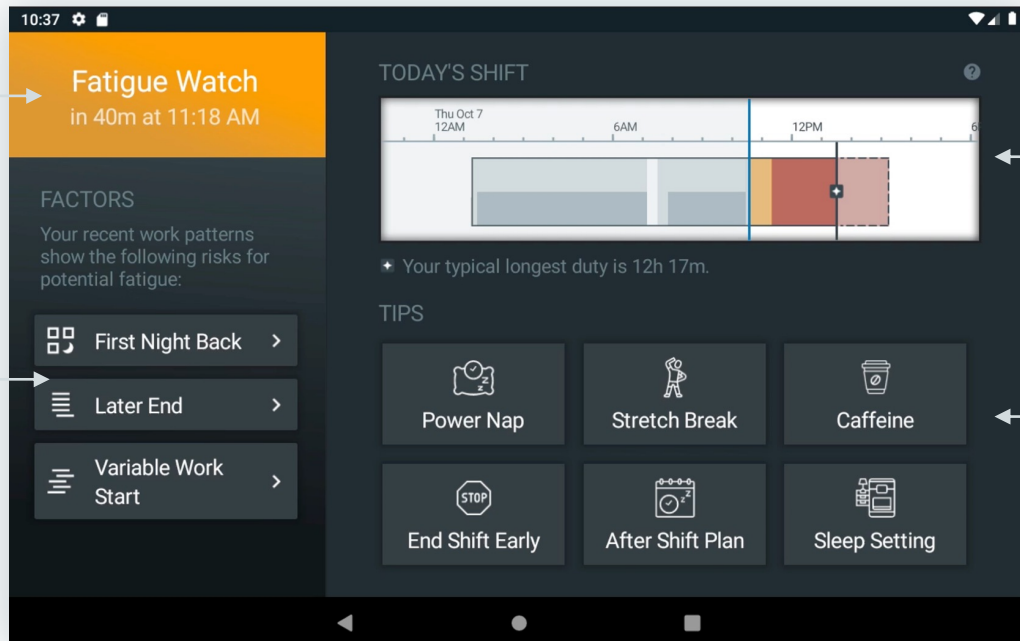 10:37
Fatigue Watch
in 40m at 11:18 AM
FACTORS
Your recent work patterns
show the following risks for
potential fatigue:
First Night Back
Later End
Variable Work
Start
TODAY'S SHIFT
?
Thu Oct 7
12AM
6AM
12PM
6
Your typical longest duty is 12h 17m.
TIPS
Power Nap
Stretch Break
Caffeine
STOP
End Shift Early
After Shift Plan
Sleep Setting